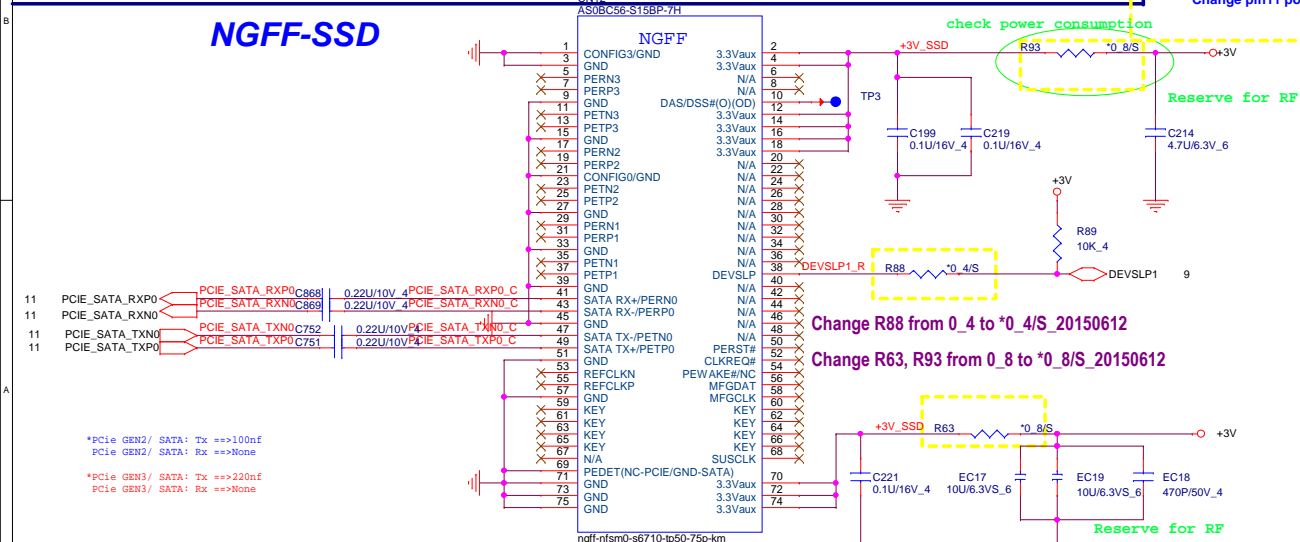 CN12
AS0BC56-S15BP-7H
Change pin11 po
B
NGFF-SSD
check power consumption
NGFF
1 CONFIG3/GND 3.3Vaux 2
3 GND 3.3Vaux 4
5 PERN3 N/A 6
7 PERP3 N/A 8
9 GND DAS/DSS#(O)(OD) 10
11 PETN3 3.3Vaux 12
13 PETP3 3.3Vaux 14
15 GND 3.3Vaux 16
17 PERN2 3.3Vaux 18
19 PERP2 N/A 20
21 CONFIG0/GND N/A 22
23 PETN2 N/A 24
25 PETP2 N/A 26
27 GND N/A 28
29 PERN1 N/A 30
31 PERP1 N/A 32
33 GND N/A 34
35 PETN1 N/A 36
37 PETP1 DEVSLP 38
39 GND N/A 40
41 SATA RX+/PERN0 N/A 42
43 SATA RX-/PERP0 N/A 44
45 GND N/A 46
47 SATA TX-/PETN0 N/A 48
49 SATA TX+/PETP0 PERST# 50
51 GND CLKREQ# 52
53 REFCLKN PEWAKE#/NC 54
55 REFCLKP MFGDAT 56
57 GND MFGCLK 58
59 KEY KEY 60
61 KEY KEY 62
63 KEY KEY 64
65 KEY KEY 66
67 N/A SUSCLK 68
69 PEDET(NC-PCIE/GND-SATA)
71 GND 3.3Vaux 70
73 GND 3.3Vaux 72
75 GND 3.3Vaux 74
ngff-nfsm0-s6710-tp50-75p-km
+3V_SSD R93 *0_8/S +3V
TP3
Reserve for RF
C199
0.1U/16V_4
C219
0.1U/16V_4
C214
4.7U/6.3V_6
+3V
R89
10K_4
DEVSLP1_R R88 *0_4/S DEVSLP1 9
11 PCIE_SATA_RXP0 PCIE_SATA_RXP0 C868 0.22U/10V_4 PCIE_SATA_RXP0_C
11 PCIE_SATA_RXN0 PCIE_SATA_RXN0 C869 0.22U/10V_4 PCIE_SATA_RXN0_C
11 PCIE_SATA_TXN0 PCIE_SATA_TXN0 C752 0.22U/10V_4 PCIE_SATA_TXN0_C
11 PCIE_SATA_TXP0 PCIE_SATA_TXP0 C751 0.22U/10V_4 PCIE_SATA_TXP0_C
Change R88 from 0_4 to *0_4/S_20150612
Change R63, R93 from 0_8 to *0_8/S_20150612
A
*PCie GEN2/ SATA: Tx ==>100nf
PCie GEN2/ SATA: Rx ==>None
*PCie GEN3/ SATA: Tx ==>220nf
PCie GEN3/ SATA: Rx ==>None
+3V_SSD R63 *0_8/S +3V
C221
0.1U/16V_4
EC17
10U/6.3VS_6
EC19
10U/6.3VS_6
EC18
470P/50V_4
Reserve for RF